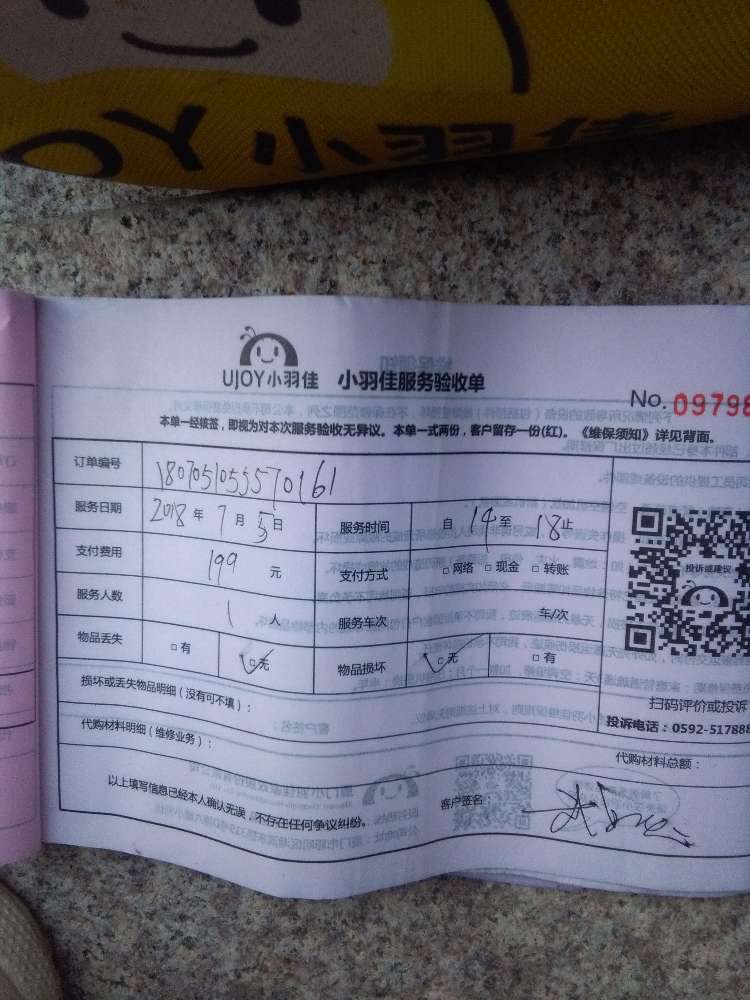 小羽佳
UJOY小羽佳 小羽佳服务验收单
No. 09798
本单一经核签，即视为对本次服务验收无异议。本单一式两份，客户留存一份(红)。《维保须知》详见背面。
订单编号 1807051055570161
服务日期 2018年7月5日 服务时间 自14至18止
支付费用 199元 支付方式 □网络 □现金 □转账
服务人数 1人 服务车次 车/次
物品丢失 □有 □无 物品损坏 □无 □有
投诉或建议
扫码评价或投诉
投诉电话：0592-517888
损坏或丢失物品明细（没有可不填）：
代购材料明细（维修业务）：
代购材料总额：
以上填写信息已经本人确认无误，不存在任何争议纠纷。
客户签名：